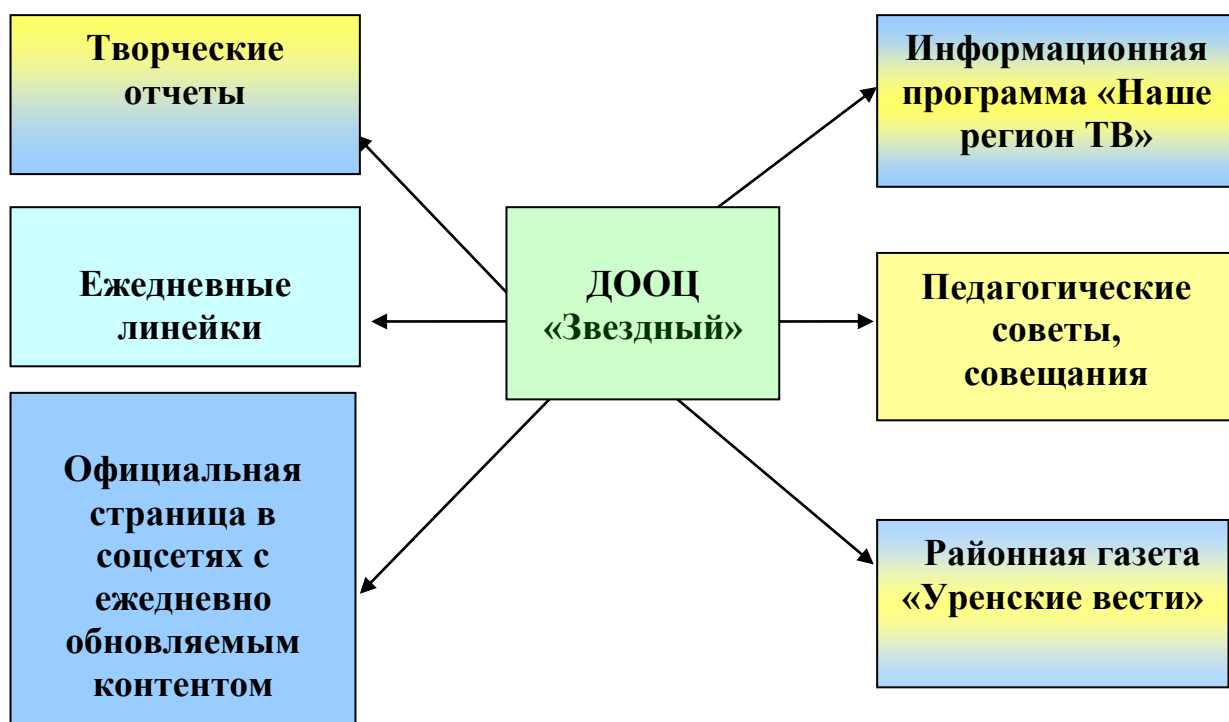 Творческие
отчеты
Информационная
программа «Наше
регион ТВ»
Ежедневные
линейки
ДООЦ
«Звездный»
Педагогические
советы,
совещания
Официальная
страница в
соцсетях с
ежедневно
обновляемым
контентом
Районная газета
«Уренские вести»